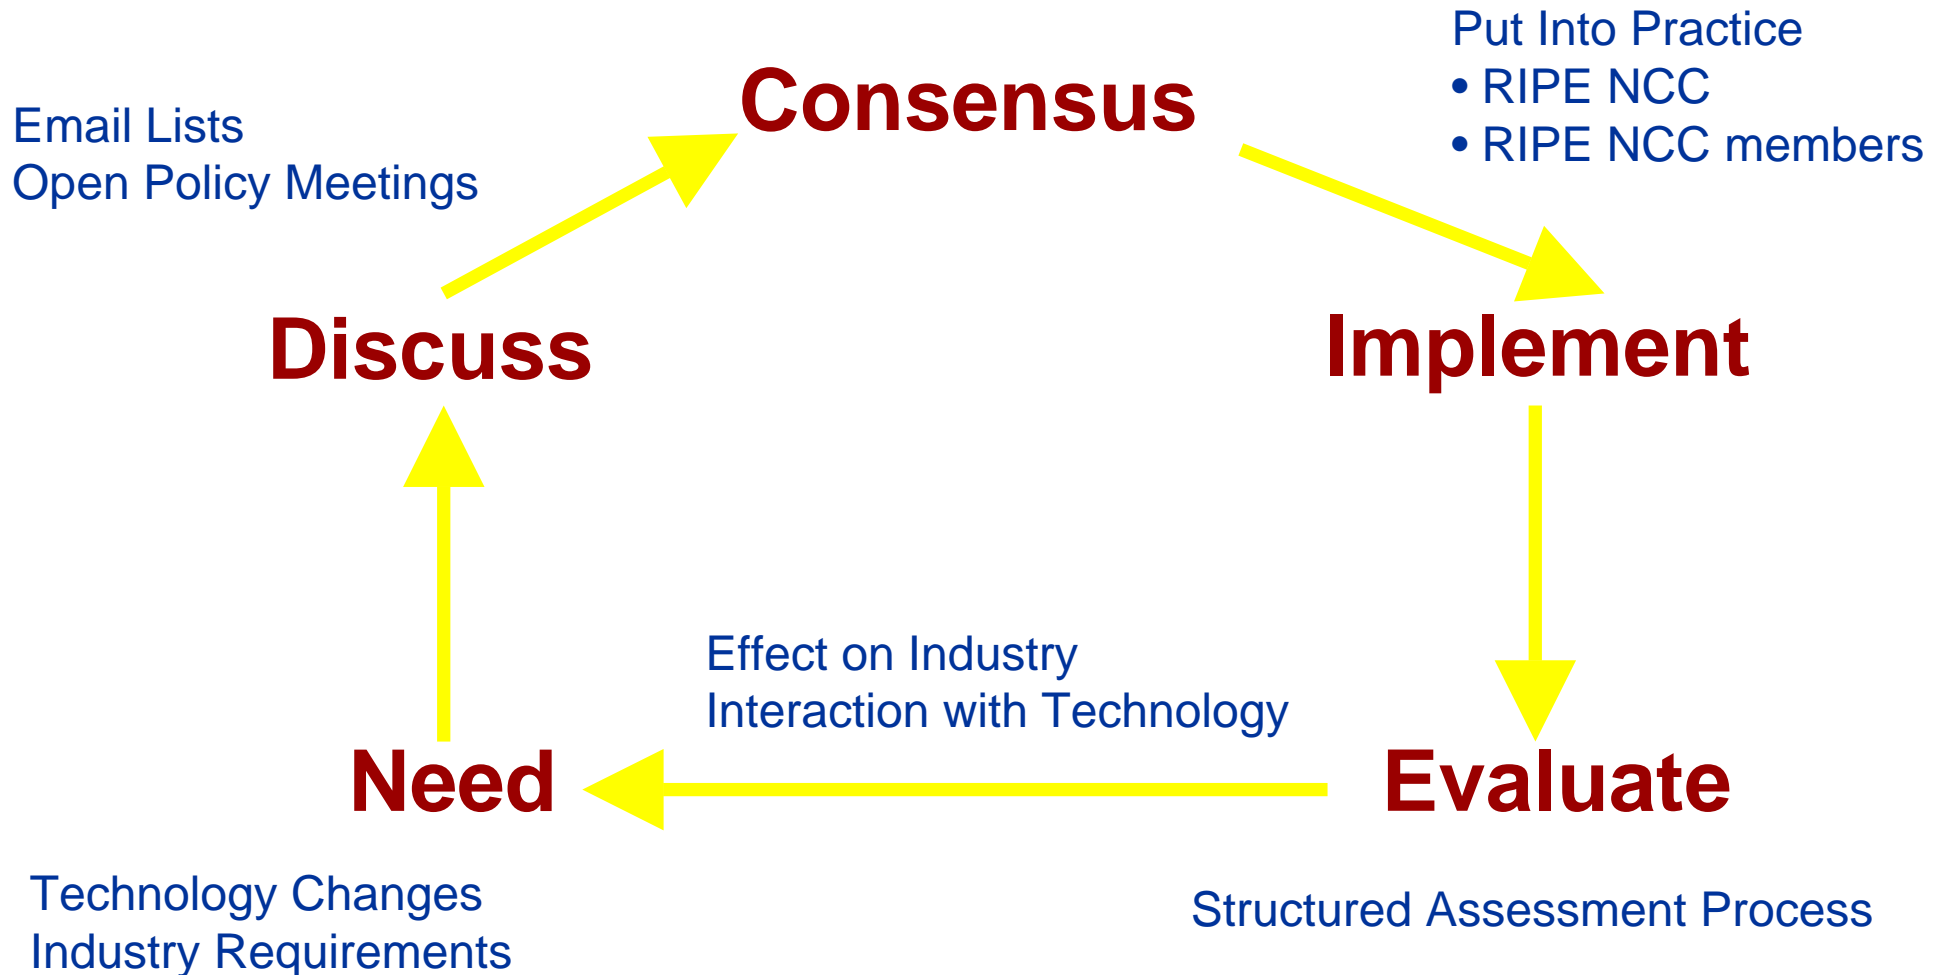 Put Into Practice
• RIPE NCC
• RIPE NCC members
Consensus
Email Lists
Open Policy Meetings
Discuss
Implement
Effect on Industry
Interaction with Technology
Need
Evaluate
Technology Changes
Industry Requirements
Structured Assessment Process